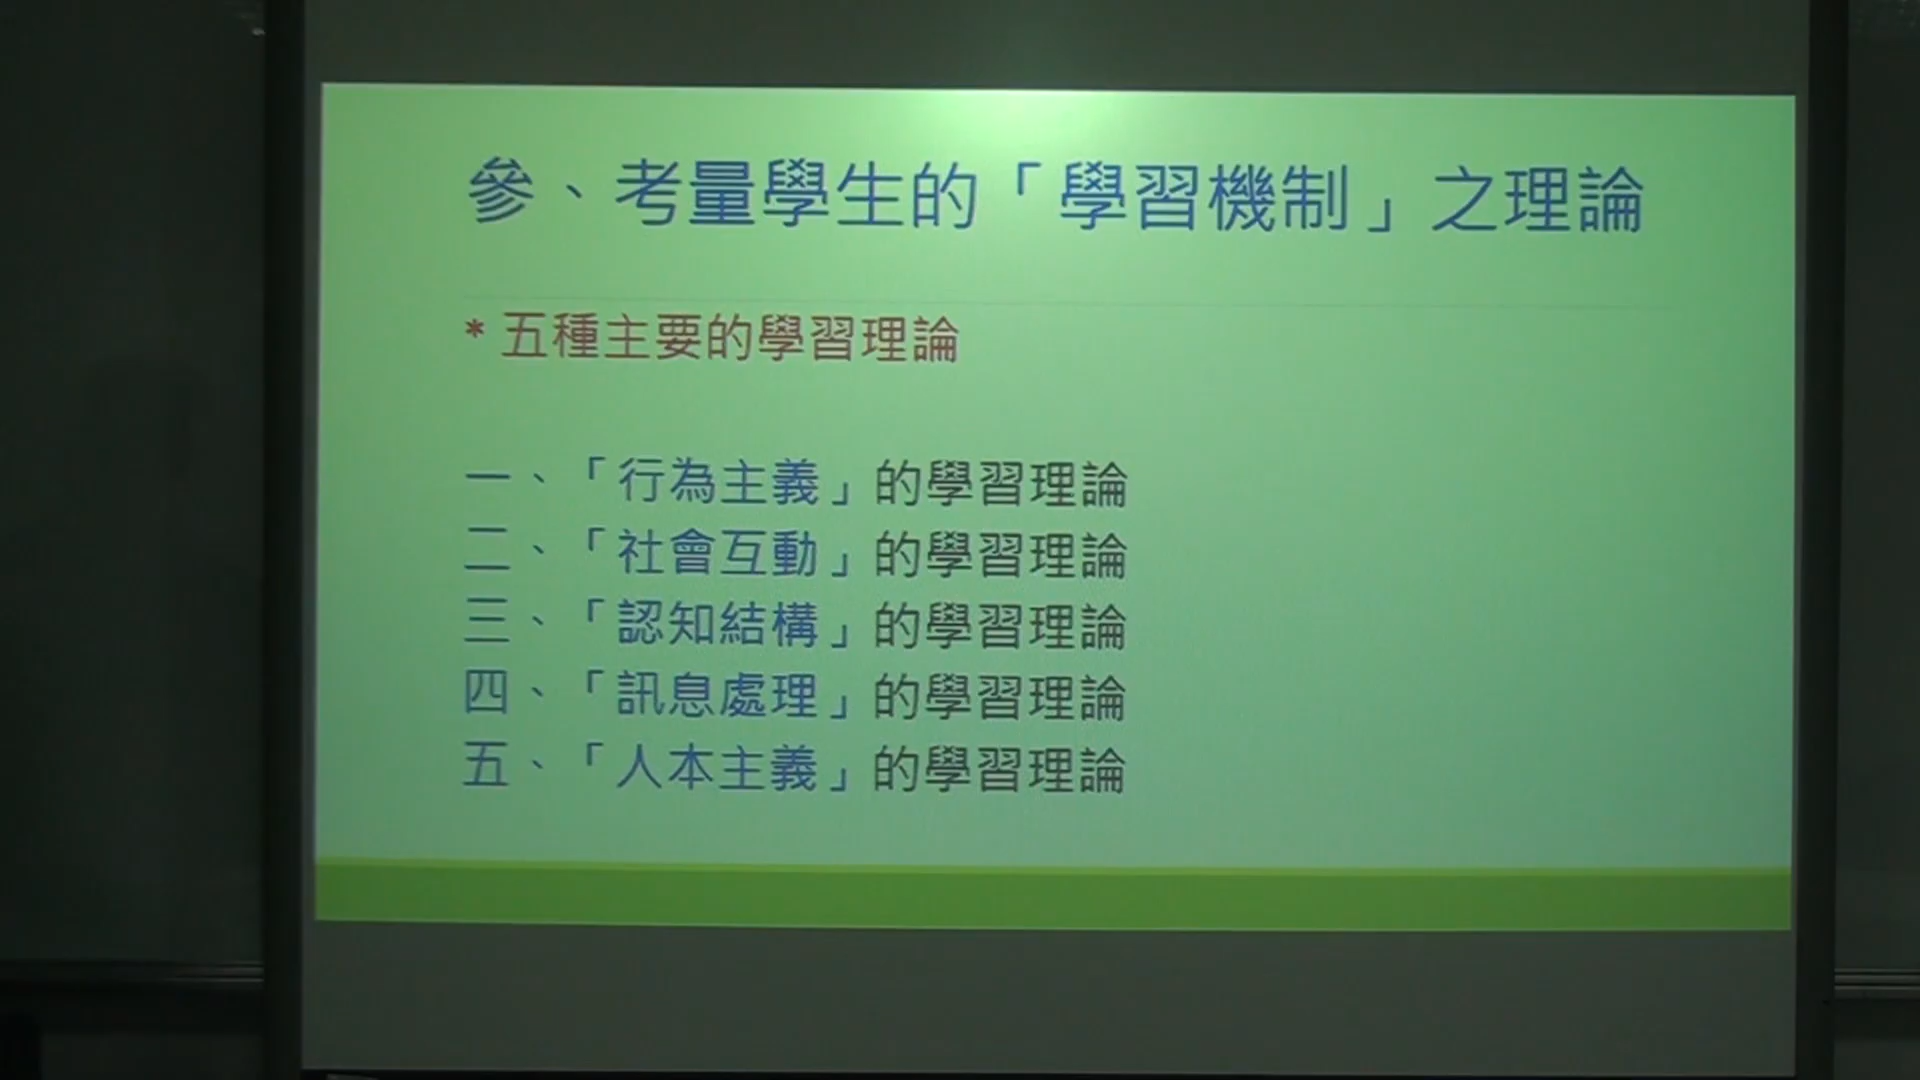 參、考量學生的「學習機制」之理論
* 五種主要的學習理論
一、「行為主義」的學習理論
二、「社會互動」的學習理論
三、「認知結構」的學習理論
四、「訊息處理」的學習理論
五、「人本主義」的學習理論